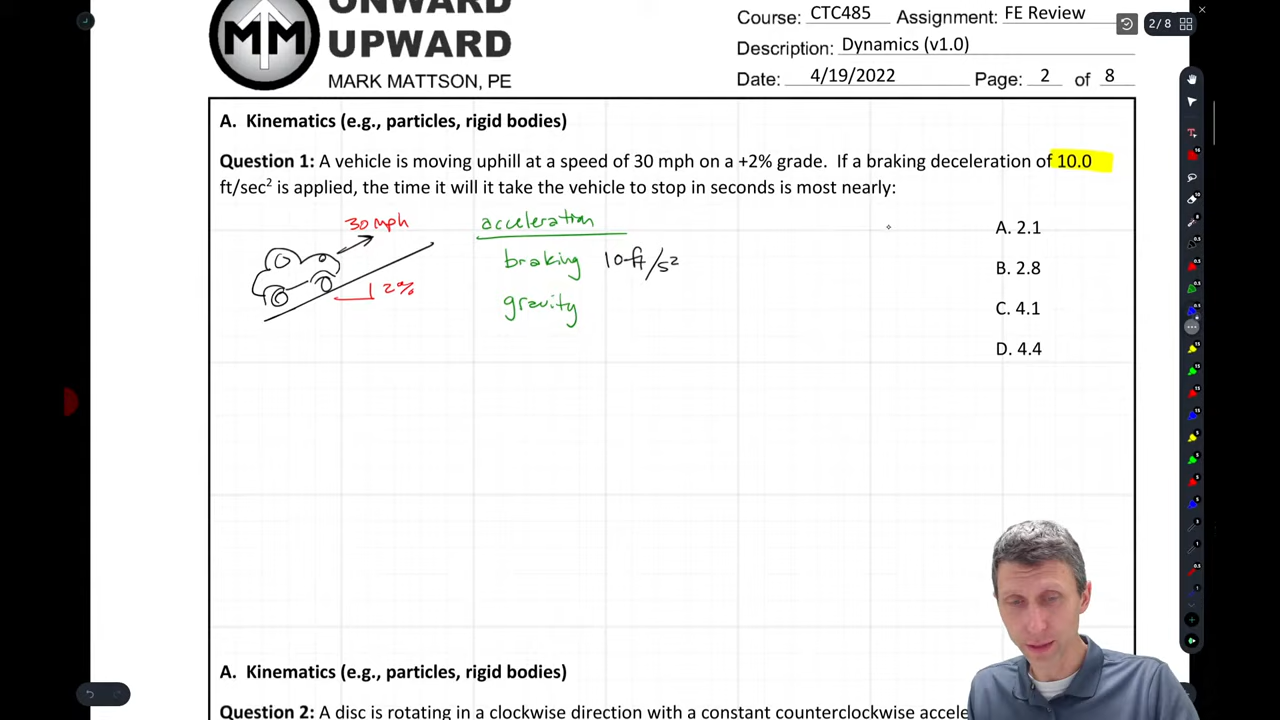 ONWARD
UPWARD
MM
MARK MATTSON, PE
Course: CTC485 Assignment: FE Review
Description: Dynamics (v1.0)
Date: 4/19/2022 Page: 2 of 8
2/8
A. Kinematics (e.g., particles, rigid bodies)
Question 1: A vehicle is moving uphill at a speed of 30 mph on a +2% grade. If a braking deceleration of 10.0
ft/sec² is applied, the time it will it take the vehicle to stop in seconds is most nearly:
30 mph
2%
acceleration
braking 10 ft/s²
gravity
A. 2.1
B. 2.8
C. 4.1
D. 4.4
A. Kinematics (e.g., particles, rigid bodies)
Question 2: A disc is rotating in a clockwise direction with a constant counterclockwise accele